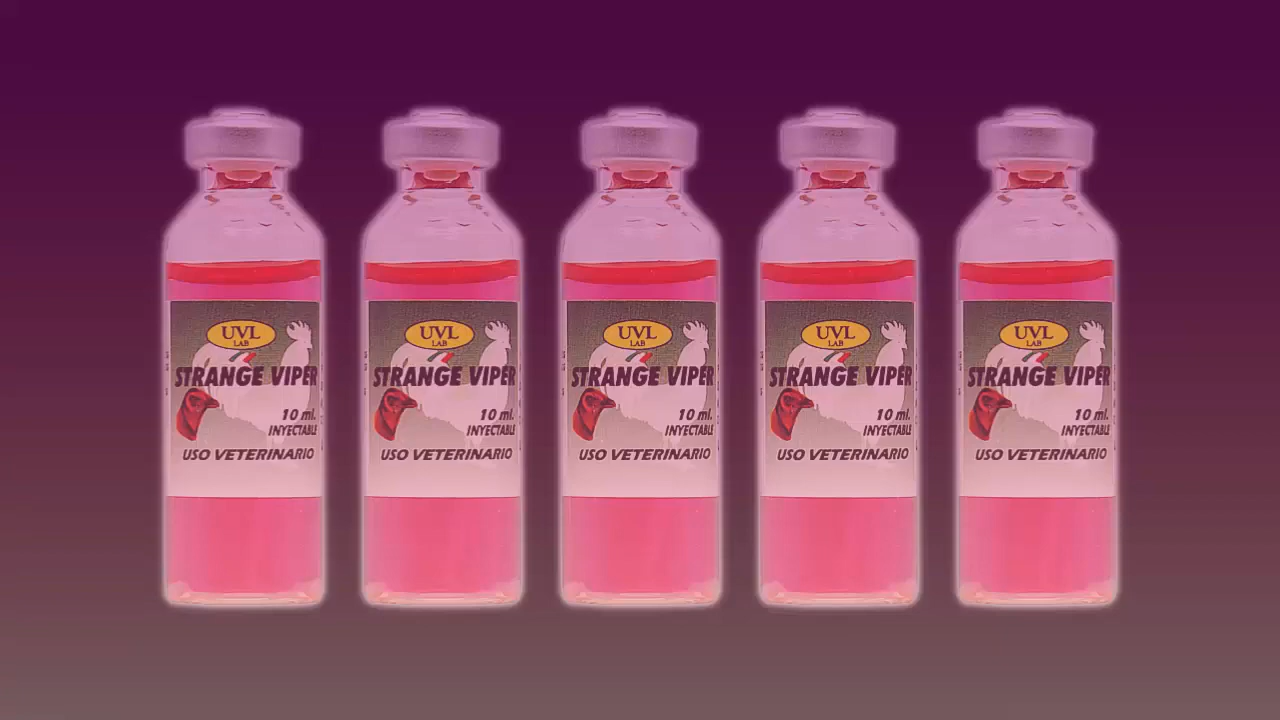 UVL
LAB
STRANGE VIPER
10 ml.
INYECTABLE
USO VETERINARIO
UVL
LAB
STRANGE VIPER
10 ml.
INYECTABLE
USO VETERINARIO
UVL
LAB
STRANGE VIPER
10 ml.
INYECTABLE
USO VETERINARIO
UVL
LAB
STRANGE VIPER
10 ml.
INYECTABLE
USO VETERINARIO
UVL
LAB
STRANGE VIPER
10 ml.
INYECTABLE
USO VETERINARIO